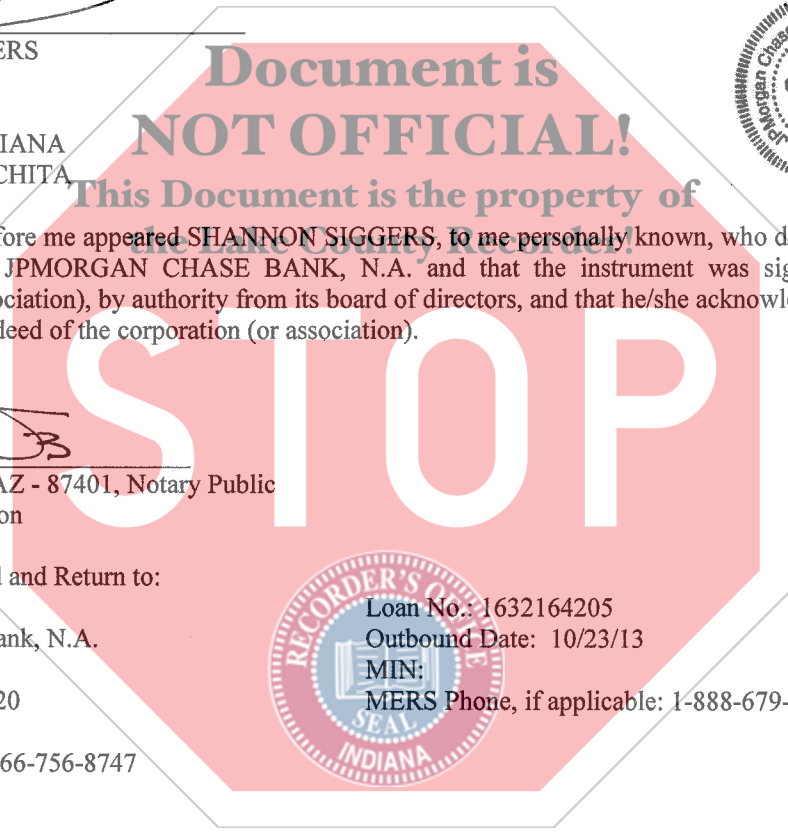 ERS
Document is
NOT OFFICIAL!
IANA
CHITA
This Document is the property of
the Lake County Recorder!
fore me appeared SHANNON SIGGERS, to me personally known, who d
JPMORGAN CHASE BANK, N.A. and that the instrument was sig
ociation), by authority from its board of directors, and that he/she acknowl
deed of the corporation (or association).
STOP
AZ - 87401, Notary Public
on
l and Return to:
ank, N.A.
20
66-756-8747
Loan No.: 1632164205
Outbound Date: 10/23/13
MIN:
MERS Phone, if applicable: 1-888-679-
RECORDER'S OFFICE
SEAL
INDIANA
JPMorgan Chase